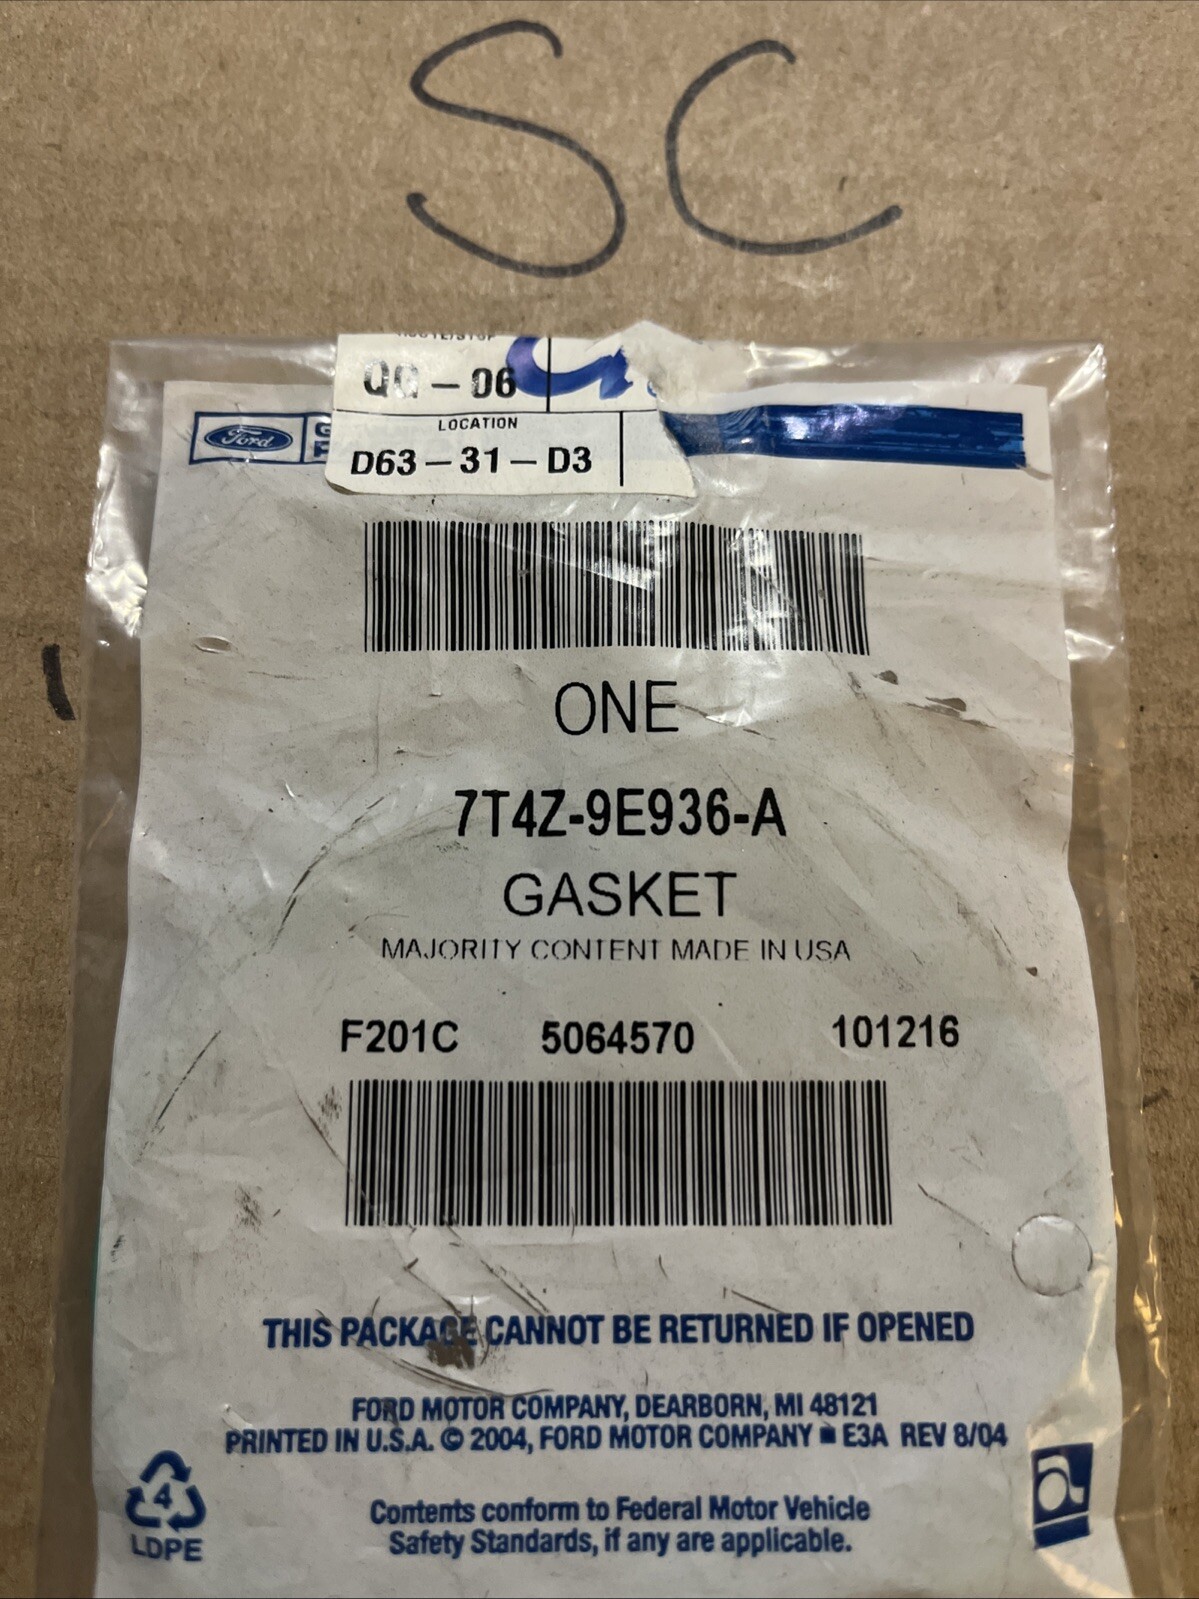 SC
QQ - 06
LOCATION
D63 - 31 - D3
Ford
ONE
7T4Z-9E936-A
GASKET
MAJORITY CONTENT MADE IN USA
F201C 5064570 101216
THIS PACKAGE CANNOT BE RETURNED IF OPENED
FORD MOTOR COMPANY, DEARBORN, MI 48121
PRINTED IN U.S.A. © 2004, FORD MOTOR COMPANY ■ E3A REV 8/04
4
LDPE
Contents conform to Federal Motor Vehicle
Safety Standards, if any are applicable.